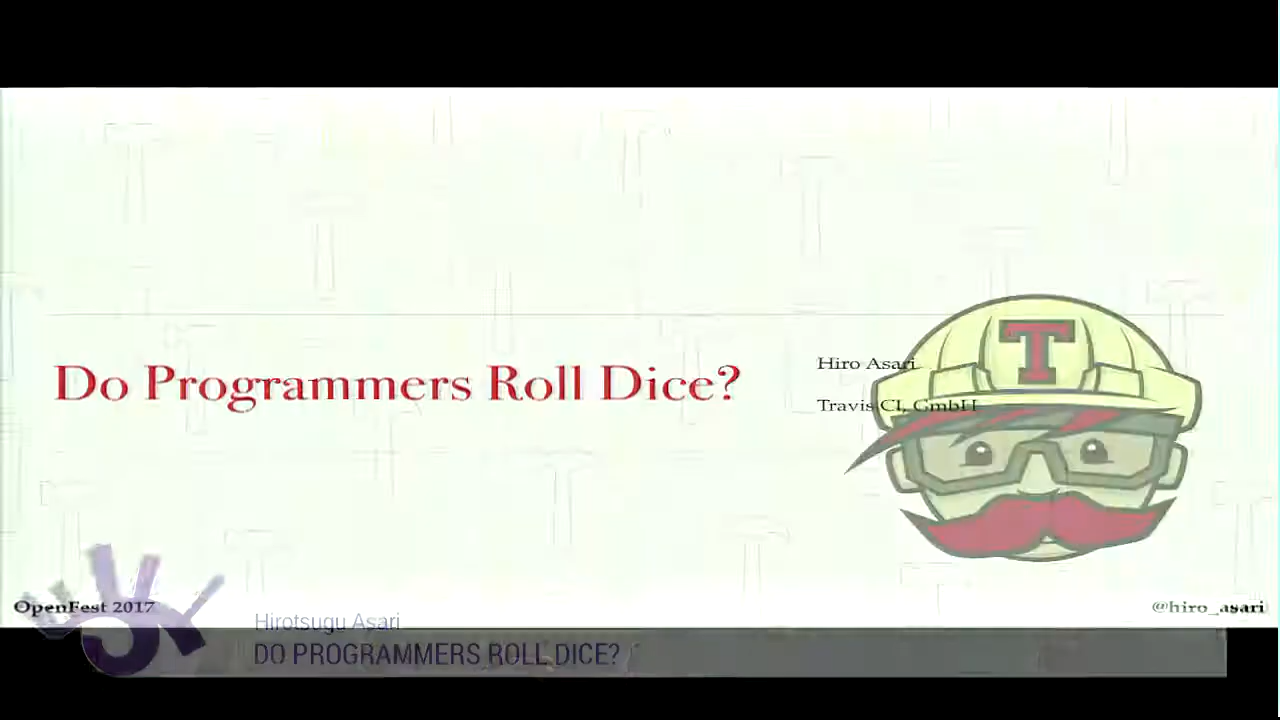 T
Do Programmers Roll Dice?
Hiro Asari
Travis CI, GmbH
OpenFest 2017
@hiro_asari
Hirotsugu Asari
DO PROGRAMMERS ROLL DICE?